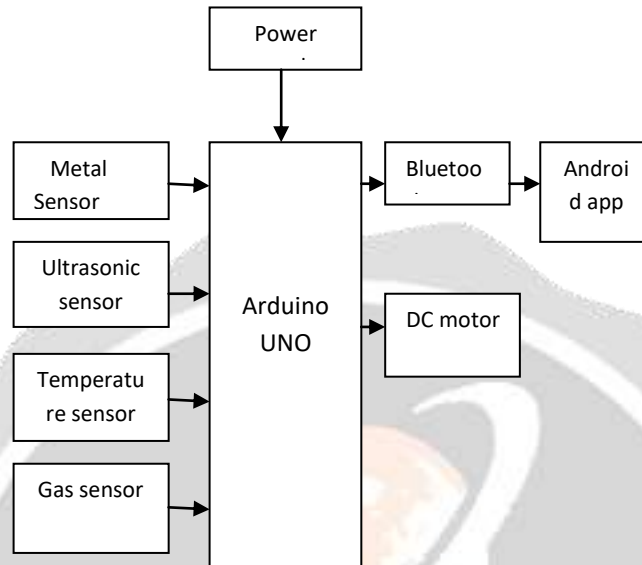 Power
Metal
Sensor
Ultrasonic
sensor
Temperatu
re sensor
Gas sensor
Arduino
UNO
Bluetoo
Androi
d app
DC motor